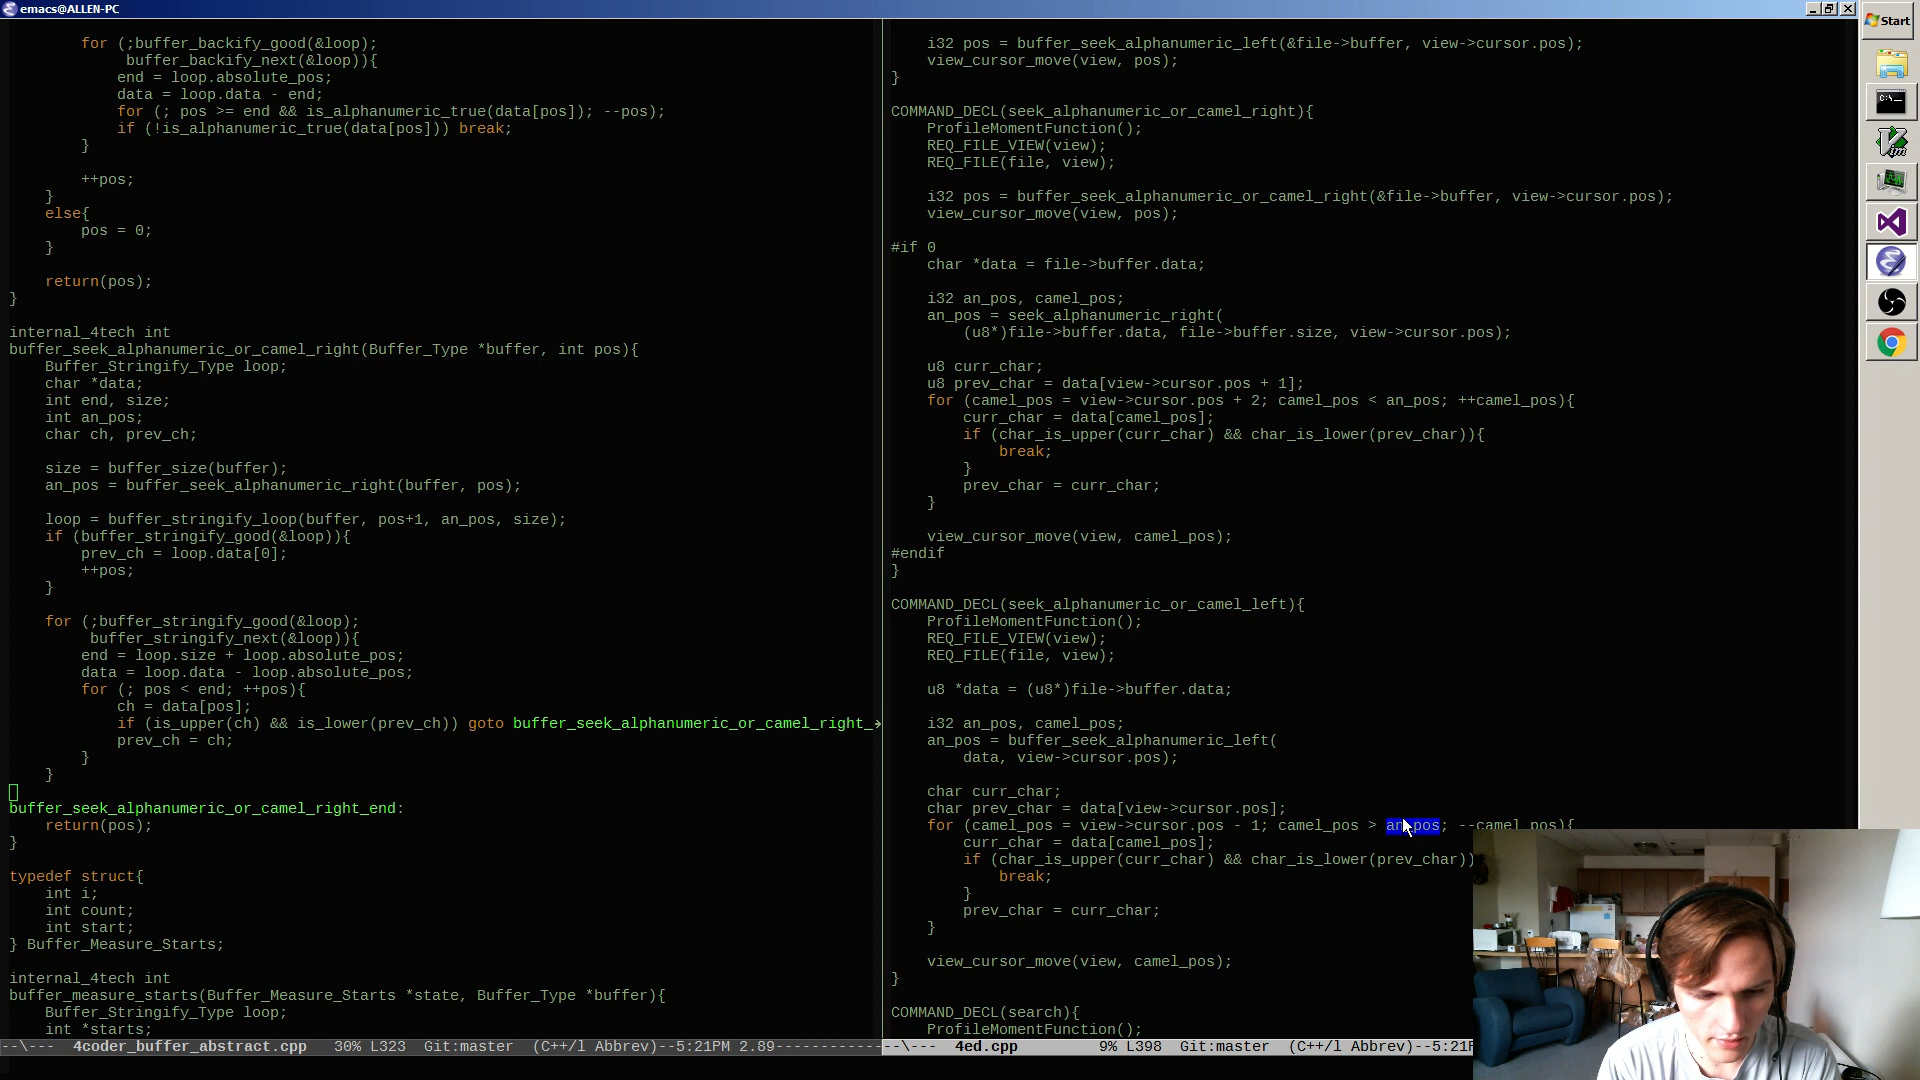 emacs@ALLEN-PC
for (;buffer_backify_good(&loop);
buffer_backify_next(&loop)){
end = loop.absolute_pos;
data = loop.data - end;
for (; pos >= end && is_alphanumeric_true(data[pos]); --pos);
if (!is_alphanumeric_true(data[pos])) break;
}
++pos;
}
else{
pos = 0;
}
return(pos);
}
internal_4tech int
buffer_seek_alphanumeric_or_camel_right(Buffer_Type *buffer, int pos){
Buffer_Stringify_Type loop;
char *data;
int end, size;
int an_pos;
char ch, prev_ch;
size = buffer_size(buffer);
an_pos = buffer_seek_alphanumeric_right(buffer, pos);
loop = buffer_stringify_loop(buffer, pos+1, an_pos, size);
if (buffer_stringify_good(&loop)){
prev_ch = loop.data[0];
++pos;
}
for (;buffer_stringify_good(&loop);
buffer_stringify_next(&loop)){
end = loop.size + loop.absolute_pos;
data = loop.data - loop.absolute_pos;
for (; pos < end; ++pos){
ch = data[pos];
if (is_upper(ch) && is_lower(prev_ch)) goto buffer_seek_alphanumeric_or_camel_right_
prev_ch = ch;
}
}
buffer_seek_alphanumeric_or_camel_right_end:
return(pos);
}
typedef struct{
int i;
int count;
int start;
} Buffer_Measure_Starts;
internal_4tech int
buffer_measure_starts(Buffer_Measure_Starts *state, Buffer_Type *buffer){
Buffer_Stringify_Type loop;
int *starts;
--\--- 4coder_buffer_abstract.cpp 30% L323 Git:master (C++/l Abbrev)--5:21PM 2.89------------
i32 pos = buffer_seek_alphanumeric_left(&file->buffer, view->cursor.pos);
view_cursor_move(view, pos);
}
COMMAND_DECL(seek_alphanumeric_or_camel_right){
ProfileMomentFunction();
REQ_FILE_VIEW(view);
REQ_FILE(file, view);
i32 pos = buffer_seek_alphanumeric_or_camel_right(&file->buffer, view->cursor.pos);
view_cursor_move(view, pos);
#if 0
char *data = file->buffer.data;
i32 an_pos, camel_pos;
an_pos = seek_alphanumeric_right(
(u8*)file->buffer.data, file->buffer.size, view->cursor.pos);
u8 curr_char;
u8 prev_char = data[view->cursor.pos + 1];
for (camel_pos = view->cursor.pos + 2; camel_pos < an_pos; ++camel_pos){
curr_char = data[camel_pos];
if (char_is_upper(curr_char) && char_is_lower(prev_char)){
break;
}
prev_char = curr_char;
}
view_cursor_move(view, camel_pos);
#endif
}
COMMAND_DECL(seek_alphanumeric_or_camel_left){
ProfileMomentFunction();
REQ_FILE_VIEW(view);
REQ_FILE(file, view);
u8 *data = (u8*)file->buffer.data;
i32 an_pos, camel_pos;
an_pos = buffer_seek_alphanumeric_left(
data, view->cursor.pos);
char curr_char;
char prev_char = data[view->cursor.pos];
for (camel_pos = view->cursor.pos - 1; camel_pos > an_pos; --camel_pos){
curr_char = data[camel_pos];
if (char_is_upper(curr_char) && char_is_lower(prev_char))
break;
}
prev_char = curr_char;
}
view_cursor_move(view, camel_pos);
}
COMMAND_DECL(search){
ProfileMomentFunction();
--\--- 4ed.cpp 9% L398 Git:master (C++/l Abbrev)--5:21P
Start
C:\_
Vim